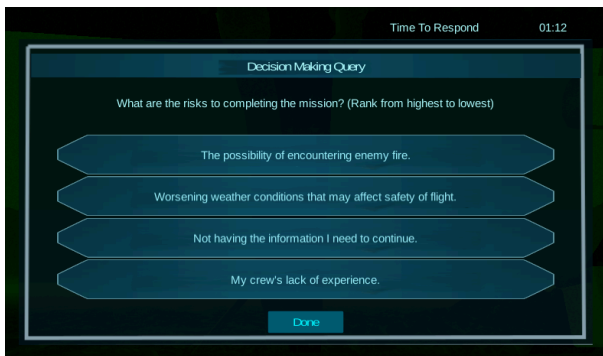 Time To Respond 01:12
Decision Making Query
What are the risks to completing the mission? (Rank from highest to lowest)
The possibility of encountering enemy fire.
Worsening weather conditions that may affect safety of flight.
Not having the information I need to continue.
My crew's lack of experience.
Done